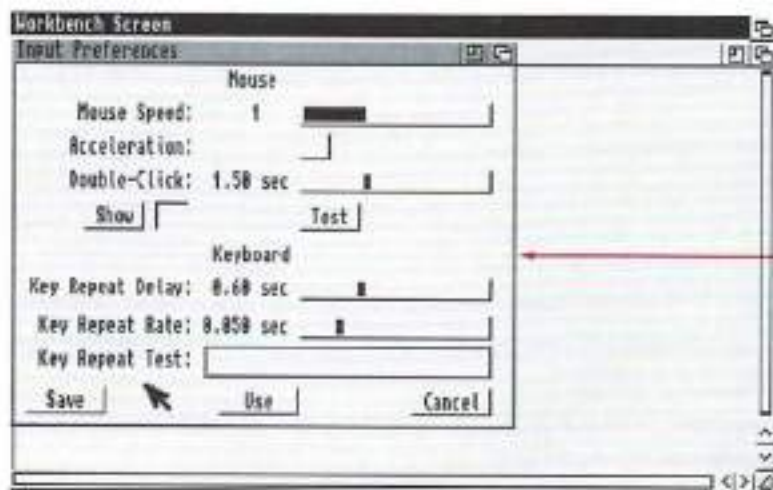 Workbench Screen
Input Preferences
Mouse
Mouse Speed: 1
Acceleration:
Double-Click: 1.50 sec
Show Test
Keyboard
Key Repeat Delay: 0.60 sec
Key Repeat Rate: 0.050 sec
Key Repeat Test:
Save Use Cancel